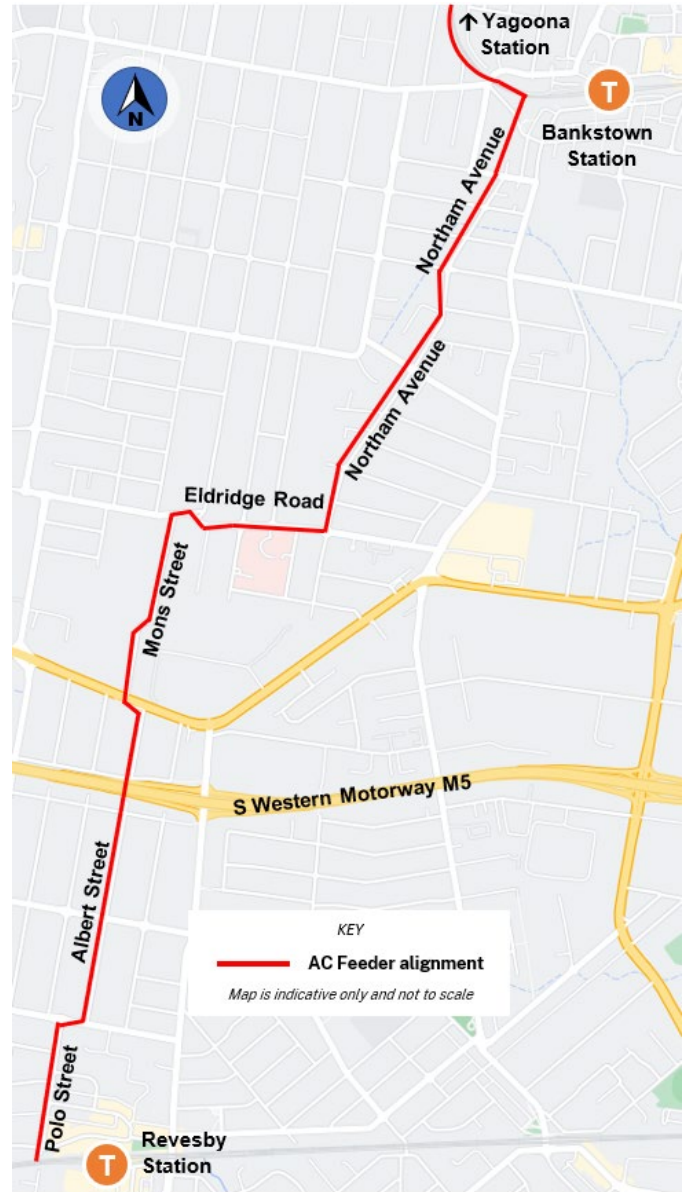 ↑ Yagoona
Station
T
Bankstown
Station
N
Northam Avenue
Northam Avenue
Eldridge Road
Mons Street
S Western Motorway M5
Albert Street
KEY
AC Feeder alignment
Map is indicative only and not to scale
Polo Street
T
Revesby
Station